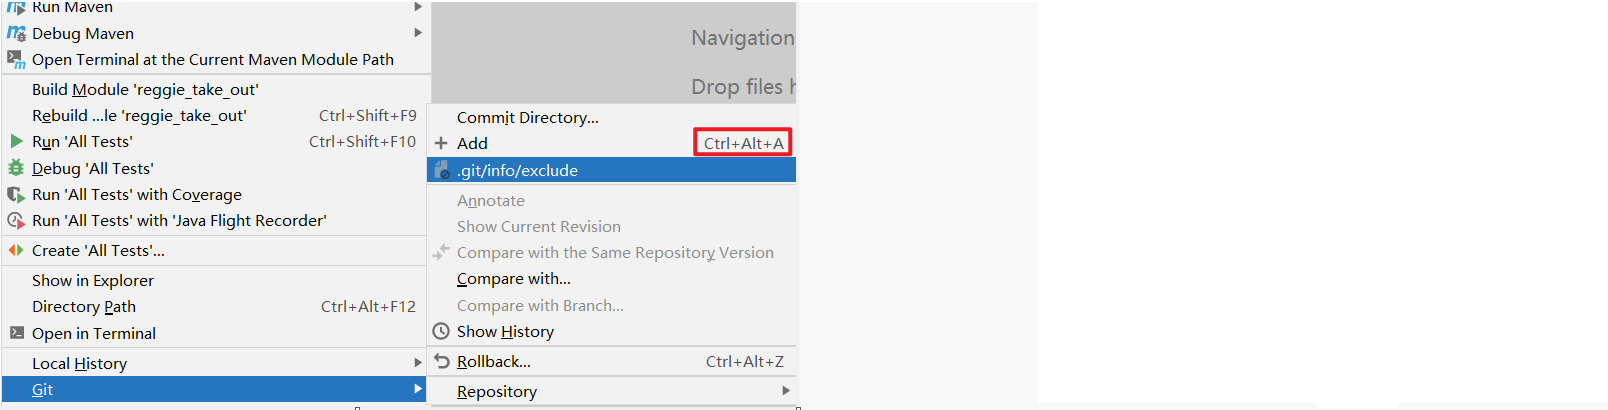 Run Maven
Debug Maven
Open Terminal at the Current Maven Module Path
Build Module 'reggie_take_out'
Rebuild ...le 'reggie_take_out' Ctrl+Shift+F9
Run 'All Tests' Ctrl+Shift+F10
Debug 'All Tests'
Run 'All Tests' with Coverage
Run 'All Tests' with 'Java Flight Recorder'
Create 'All Tests'...
Show in Explorer
Directory Path Ctrl+Alt+F12
Open in Terminal
Local History
Git
Navigation
Drop files h
Commit Directory...
Add Ctrl+Alt+A
.git/info/exclude
Annotate
Show Current Revision
Compare with the Same Repository Version
Compare with...
Compare with Branch...
Show History
Rollback... Ctrl+Alt+Z
Repository